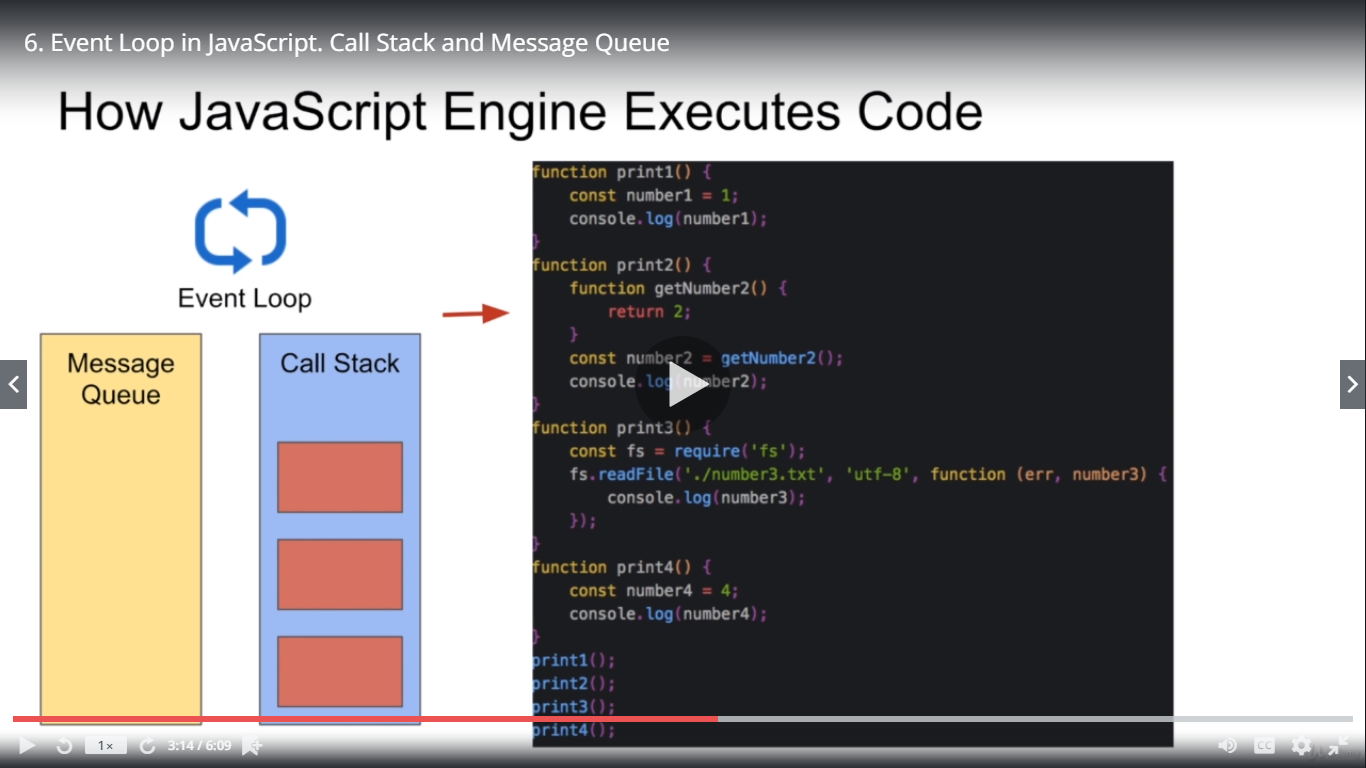 6. Event Loop in JavaScript. Call Stack and Message Queue
How JavaScript Engine Executes Code
Event Loop
Message
Queue
Call Stack
function print1() {
    const number1 = 1;
    console.log(number1);
}
function print2() {
    function getNumber2() {
        return 2;
    }
    const number2 = getNumber2();
    console.log(number2);
}
function print3() {
    const fs = require('fs');
    fs.readFile('./number3.txt', 'utf-8', function (err, number3) {
        console.log(number3);
    });
}
function print4() {
    const number4 = 4;
    console.log(number4);
}
print1();
print2();
print3();
print4();
1×
3:14 / 6:09
CC